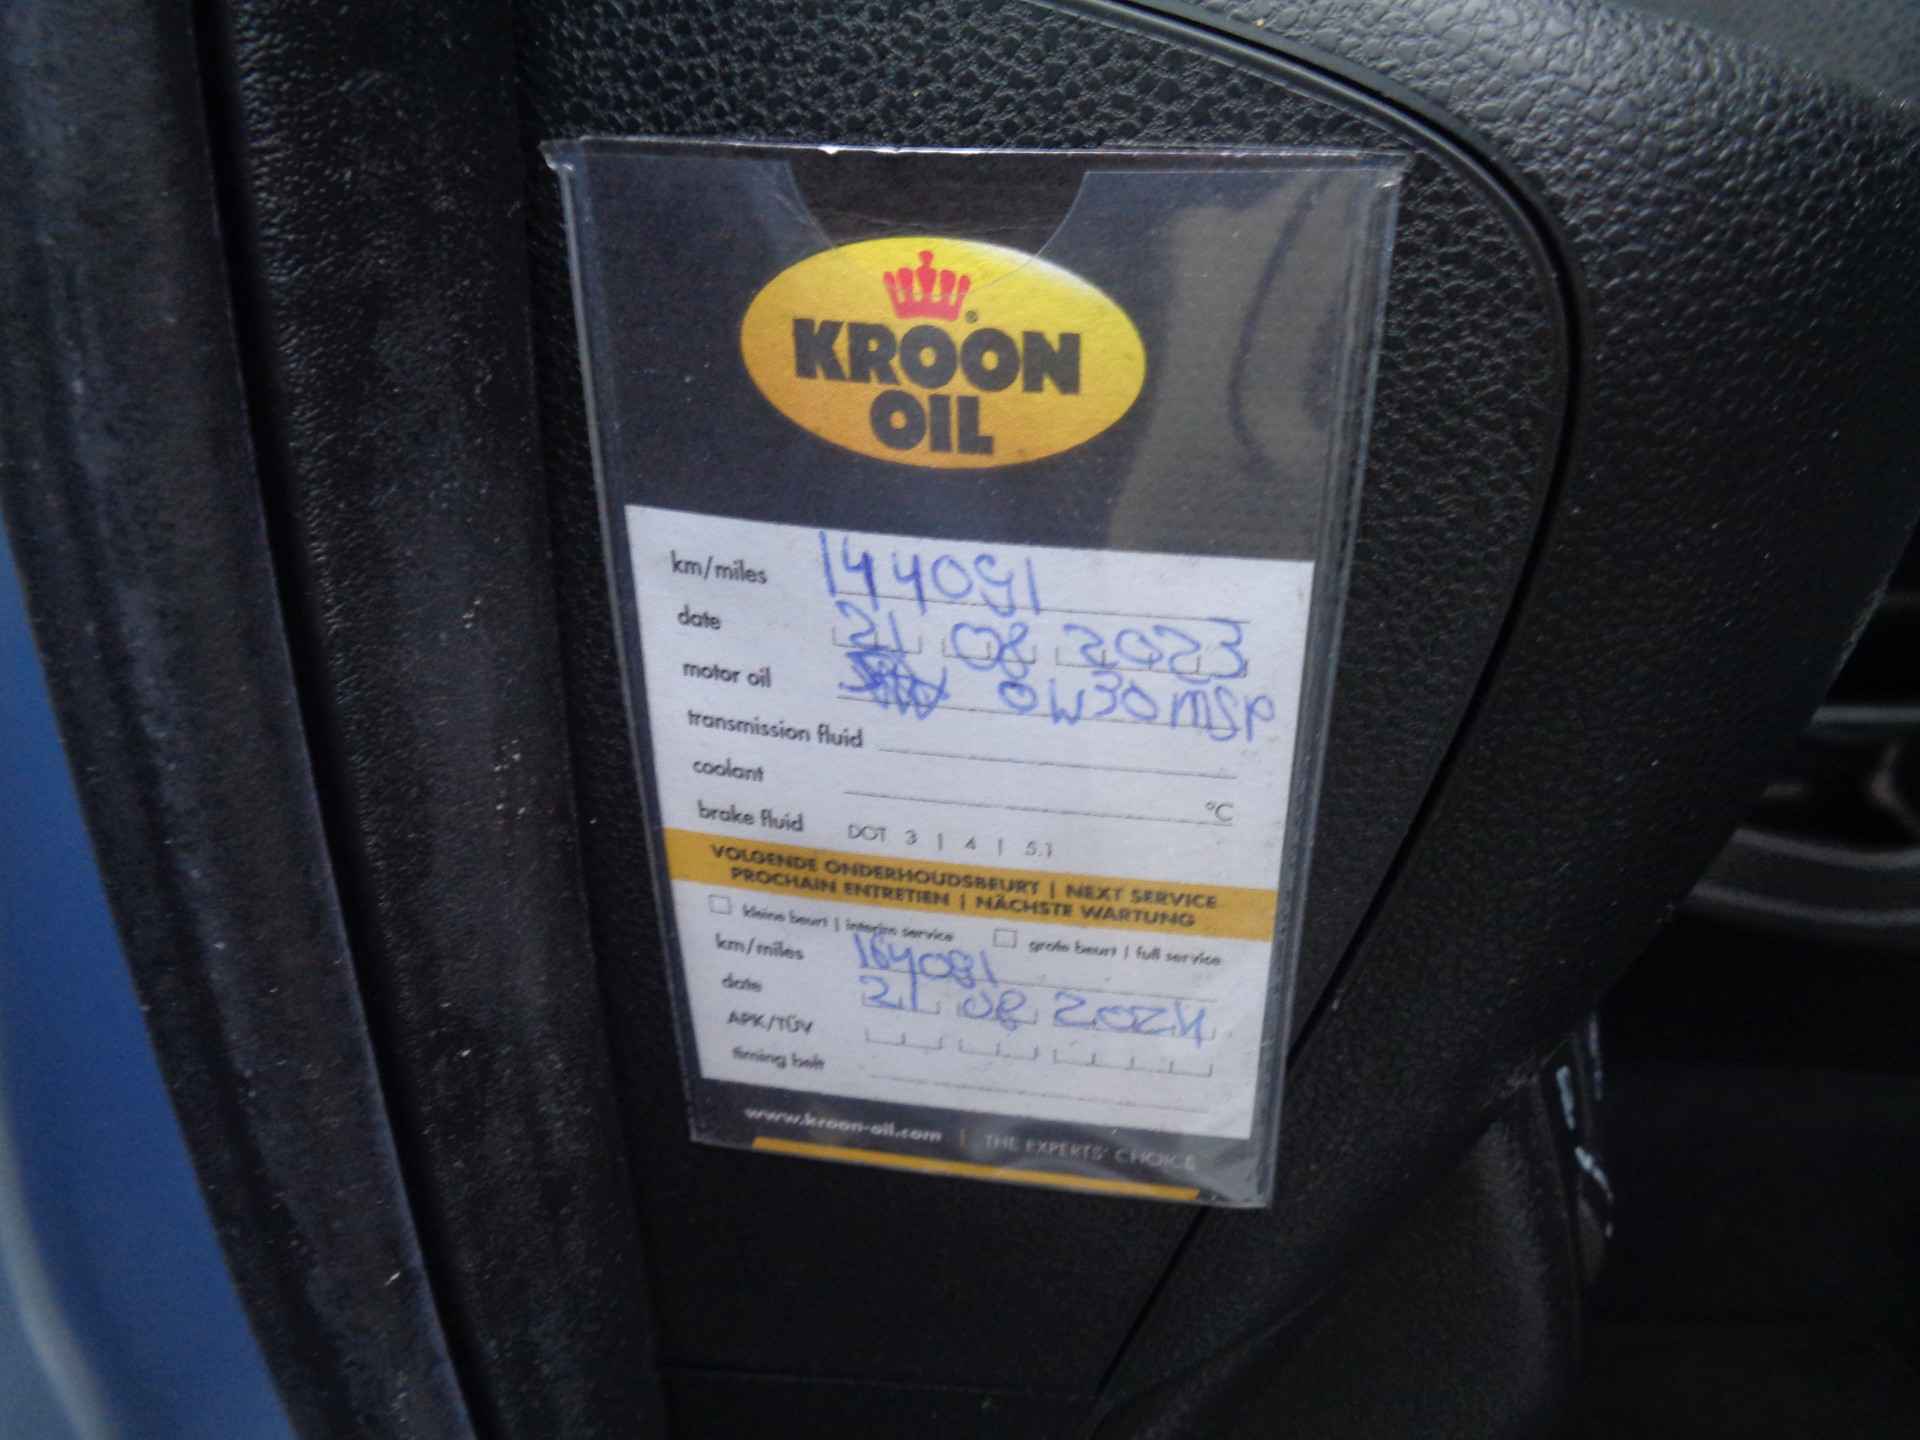 KROON
OIL
km/miles 144091
date 21 08 2023
motor oil 0W30 MSP
transmission fluid
coolant °C
brake fluid DOT 3 | 4 | 5.1
VOLGENDE ONDERHOUDSBEURT | NEXT SERVICE
PROCHAIN ENTRETIEN | NÄCHSTE WARTUNG
kleine beurt | interim service grote beurt | full service
km/miles
date 21 08 2024
APK/TÜV
timing belt
www.kroon-oil.com | THE EXPERTS' CHOICE